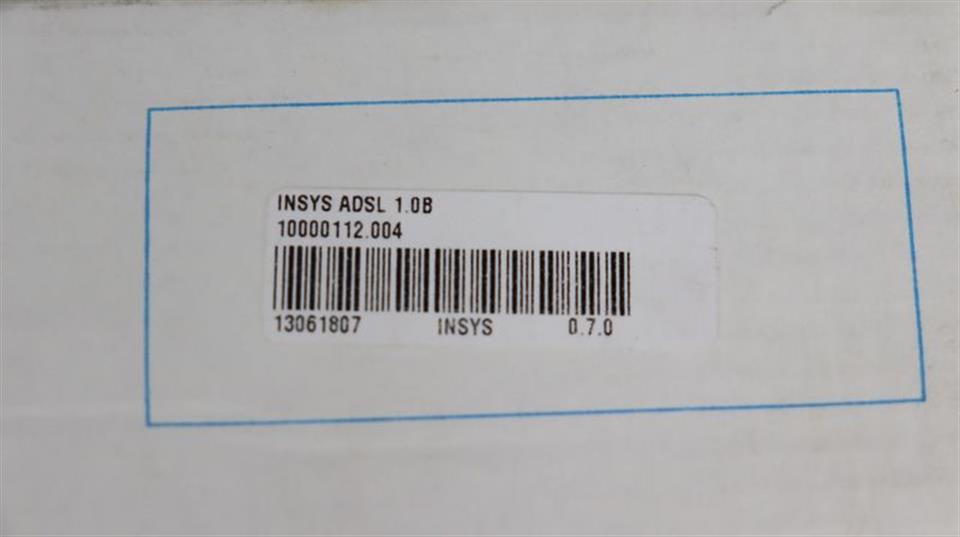 INSYS ADSL 1.0B
10000112.004
13061807 INSYS 0.7.0